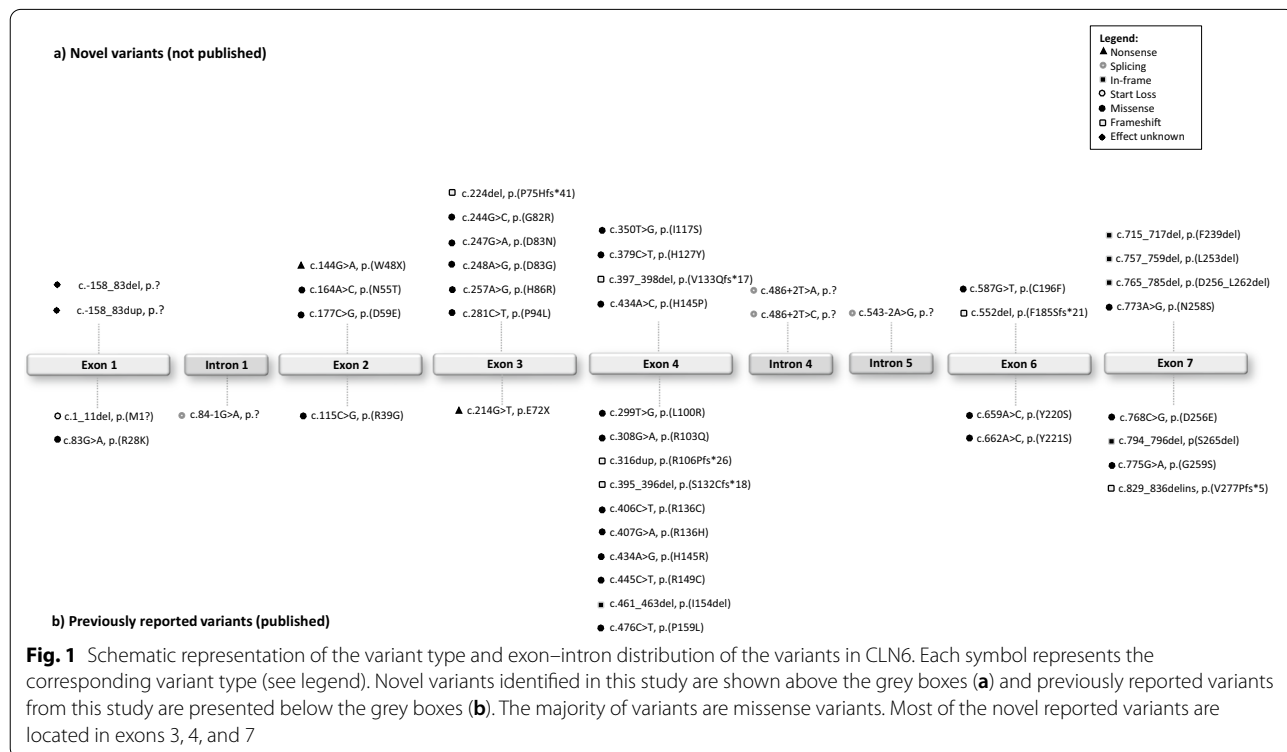 a) Novel variants (not published)
Legend:
Nonsense
Splicing
In-frame
Start Loss
Missense
Frameshift
Effect unknown
c.-158_83del, p.?
c.-158_83dup, p.?
c.144G>A, p.(W48X)
c.164A>C, p.(N55T)
c.177C>G, p.(D59E)
c.224del, p.(P75Hfs*41)
c.244G>C, p.(G82R)
c.247G>A, p.(D83N)
c.248A>G, p.(D83G)
c.257A>G, p.(H86R)
c.281C>T, p.(P94L)
c.350T>G, p.(I117S)
c.379C>T, p.(H127Y)
c.397_398del, p.(V133Qfs*17)
c.434A>C, p.(H145P)
c.486+2T>A, p.?
c.486+2T>C, p.?
c.543-2A>G, p.?
c.587G>T, p.(C196F)
c.552del, p.(F185Sfs*21)
c.715_717del, p.(F239del)
c.757_759del, p.(L253del)
c.765_785del, p.(D256_L262del)
c.773A>G, p.(N258S)
Exon 1
Intron 1
Exon 2
Exon 3
Exon 4
Intron 4
Intron 5
Exon 6
Exon 7
c.1_11del, p.(M1?)
c.83G>A, p.(R28K)
c.84-1G>A, p.?
c.115C>G, p.(R39G)
c.214G>T, p.E72X
c.299T>G, p.(L100R)
c.308G>A, p.(R103Q)
c.316dup, p.(R106Pfs*26)
c.395_396del, p.(S132Cfs*18)
c.406C>T, p.(R136C)
c.407G>A, p.(R136H)
c.434A>G, p.(H145R)
c.445C>T, p.(R149C)
c.461_463del, p.(I154del)
c.476C>T, p.(P159L)
c.659A>C, p.(Y220S)
c.662A>C, p.(Y221S)
c.768C>G, p.(D256E)
c.794_796del, p(S265del)
c.775G>A, p.(G259S)
c.829_836delins, p.(V277Pfs*5)
b) Previously reported variants (published)
Fig. 1 Schematic representation of the variant type and exon–intron distribution of the variants in CLN6. Each symbol represents the
corresponding variant type (see legend). Novel variants identified in this study are shown above the grey boxes (a) and previously reported variants
from this study are presented below the grey boxes (b). The majority of variants are missense variants. Most of the novel reported variants are
located in exons 3, 4, and 7